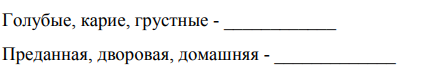 Голубые, карие, грустные - ____________
Преданная, дворовая, домашняя - _____________